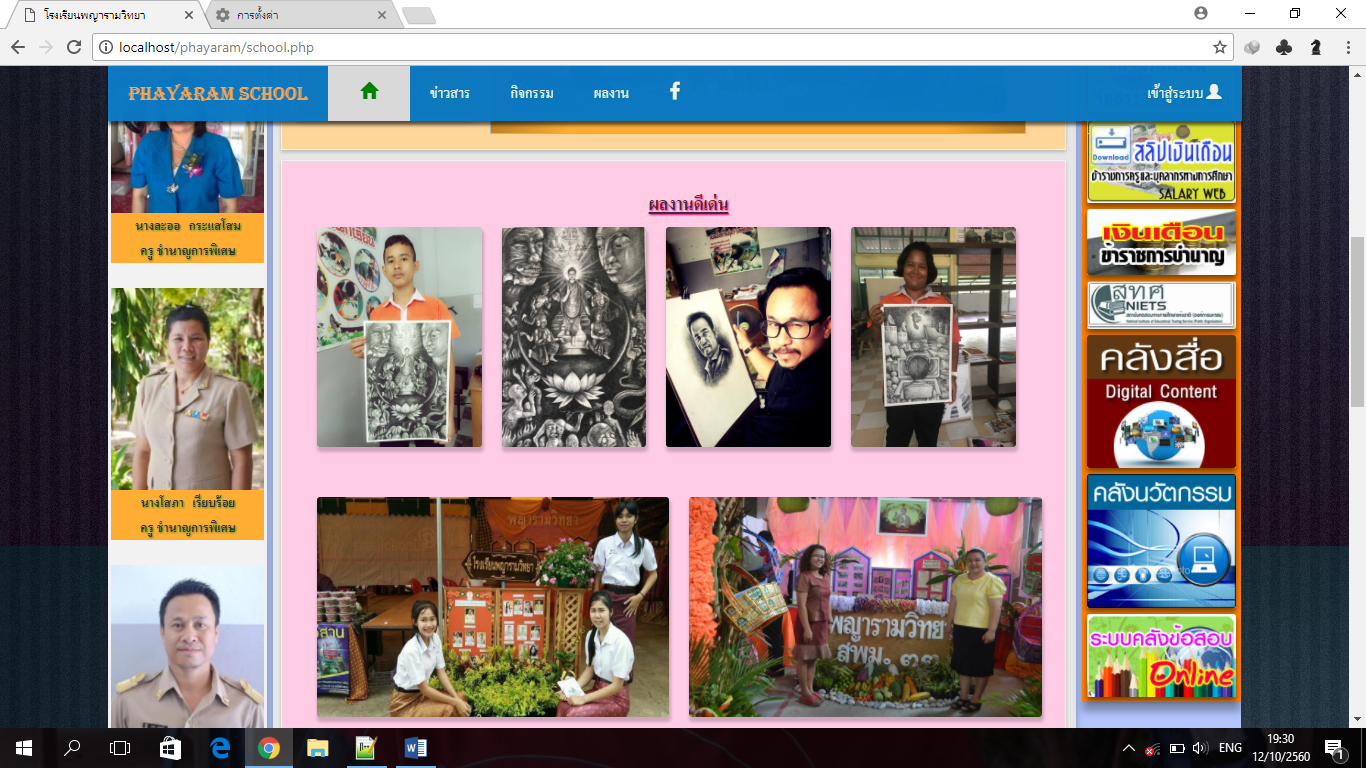 โรงเรียนพญารามวิทยา
การตั้งค่า
localhost/phayaram/school.php
PHAYARAM SCHOOL
ข่าวสาร
กิจกรรม
ผลงาน
เข้าสู่ระบบ
นางละออ กระแสโสม
ครู ชำนาญการพิเศษ
นางโสภา เรียบร้อย
ครู ชำนาญการพิเศษ
ผลงานดีเด่น
พญารามวิทยา
โรงเรียนพญารามวิทยา
พญารามวิทย
สพม. ๓๓
Download
สลิปเงินเดือน
ข้าราชการครูและบุคลากรทางการศึกษา
SALARY WEB
เงินเดือน
ข้าราชการบำนาญ
สทศ
NIETS
คลังสื่อ
Digital Content
คลังนวัตกรรม
ระบบคลังข้อสอบ
Online
ENG
19:30
12/10/2560
1